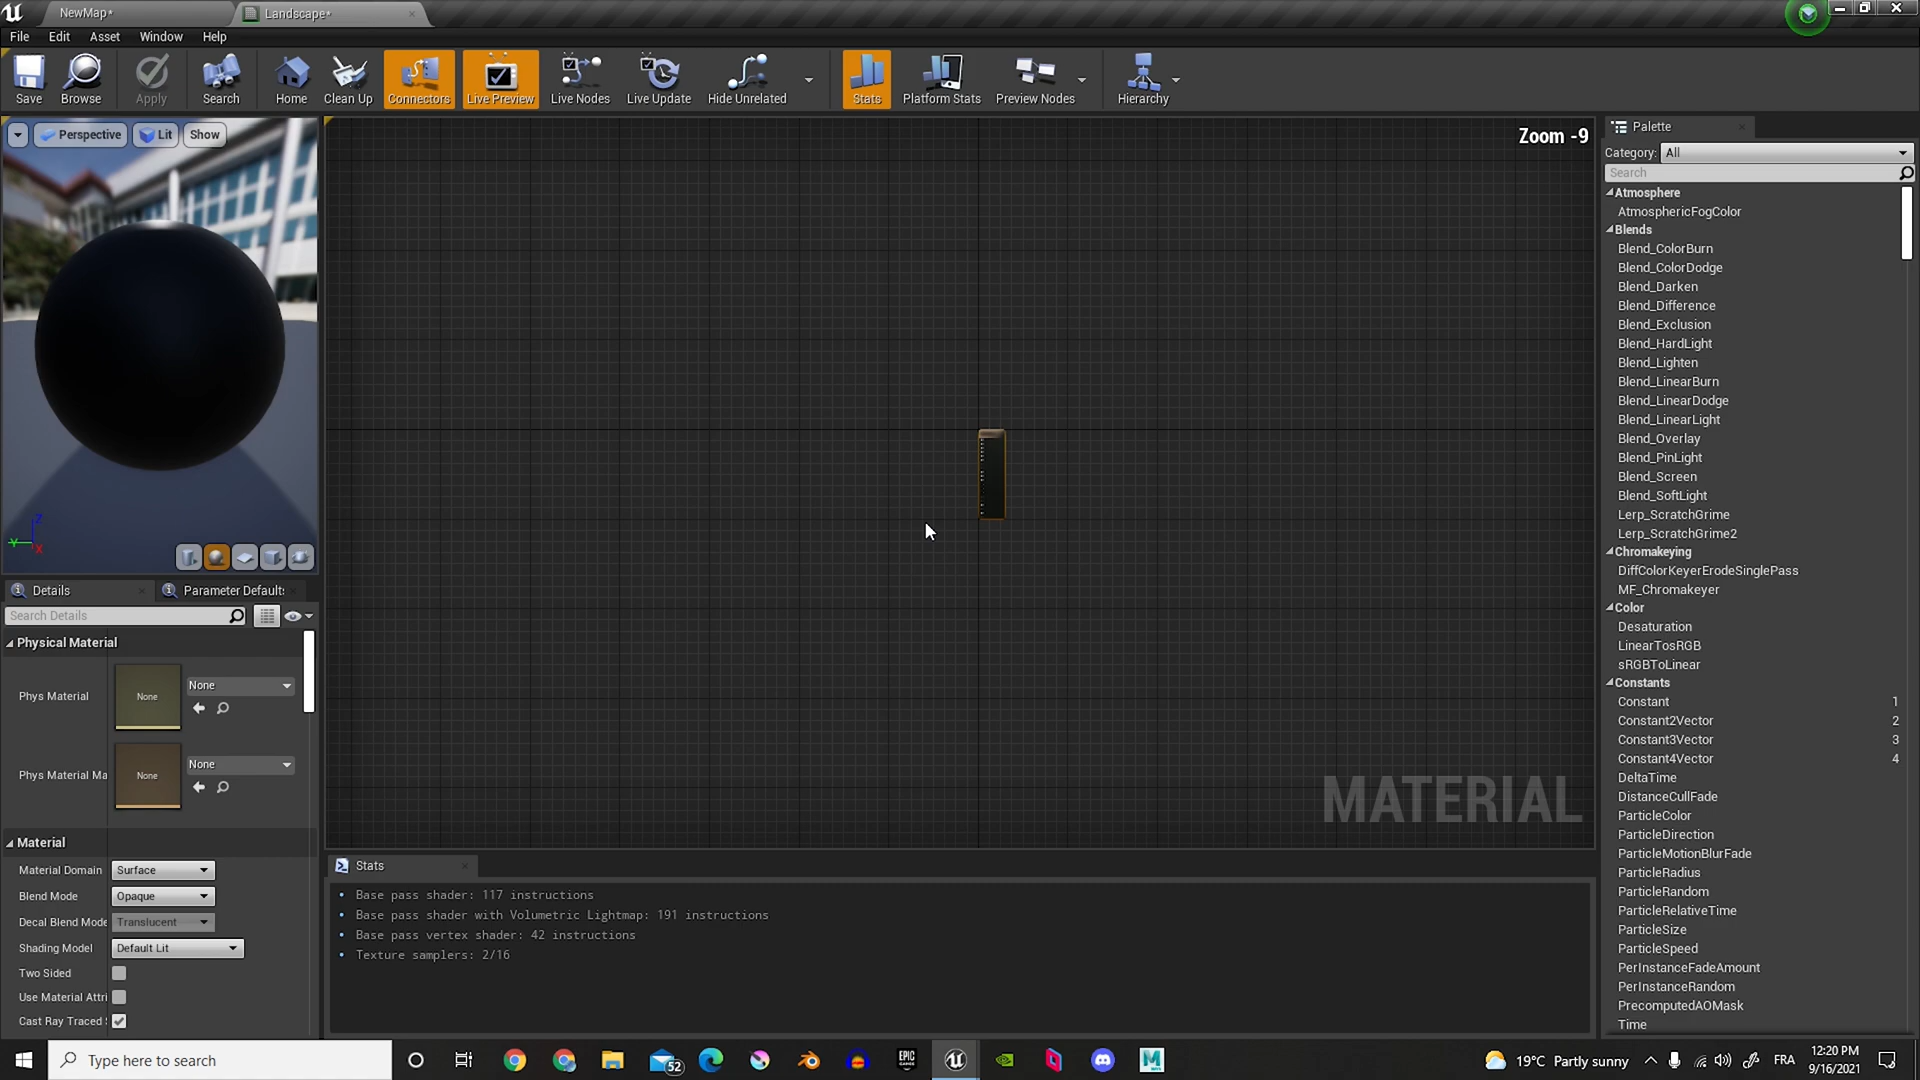 NewMap*
Landscape*
File Edit Asset Window Help
Save Browse Apply Search Home Clean Up Connectors Live Preview Live Nodes Live Update Hide Unrelated Stats Platform Stats Preview Nodes Hierarchy
Perspective Lit Show
Zoom -9
Palette
Category: All
Search
Atmosphere
AtmosphericFogColor
Blends
Blend_ColorBurn
Blend_ColorDodge
Blend_Darken
Blend_Difference
Blend_Exclusion
Blend_HardLight
Blend_Lighten
Blend_LinearBurn
Blend_LinearDodge
Blend_LinearLight
Blend_Overlay
Blend_PinLight
Blend_Screen
Blend_SoftLight
Lerp_ScratchGrime
Lerp_ScratchGrime2
Chromakeying
DiffColorKeyerErodeSinglePass
MF_Chromakeyer
Color
Desaturation
LinearTosRGB
sRGBToLinear
Constants
Constant 1
Constant2Vector 2
Constant3Vector 3
Constant4Vector 4
DeltaTime
DistanceCullFade
ParticleColor
ParticleDirection
ParticleMotionBlurFade
ParticleRadius
ParticleRandom
ParticleRelativeTime
ParticleSize
ParticleSpeed
PerInstanceFadeAmount
PerInstanceRandom
PrecomputedAOMask
Time
Z
Y
X
Details
Parameter Default
Search Details
Physical Material
Phys Material None None
Phys Material Ma None None
Material
Material Domain Surface
Blend Mode Opaque
Decal Blend Mode Translucent
Shading Model Default Lit
Two Sided
Use Material Attri
Cast Ray Traced
MATERIAL
Stats
• Base pass shader: 117 instructions
• Base pass shader with Volumetric Lightmap: 191 instructions
• Base pass vertex shader: 42 instructions
• Texture samplers: 2/16
Type here to search
52
EPIC
GAMES
M
19°C Partly sunny
FRA
12:20 PM
9/16/2021